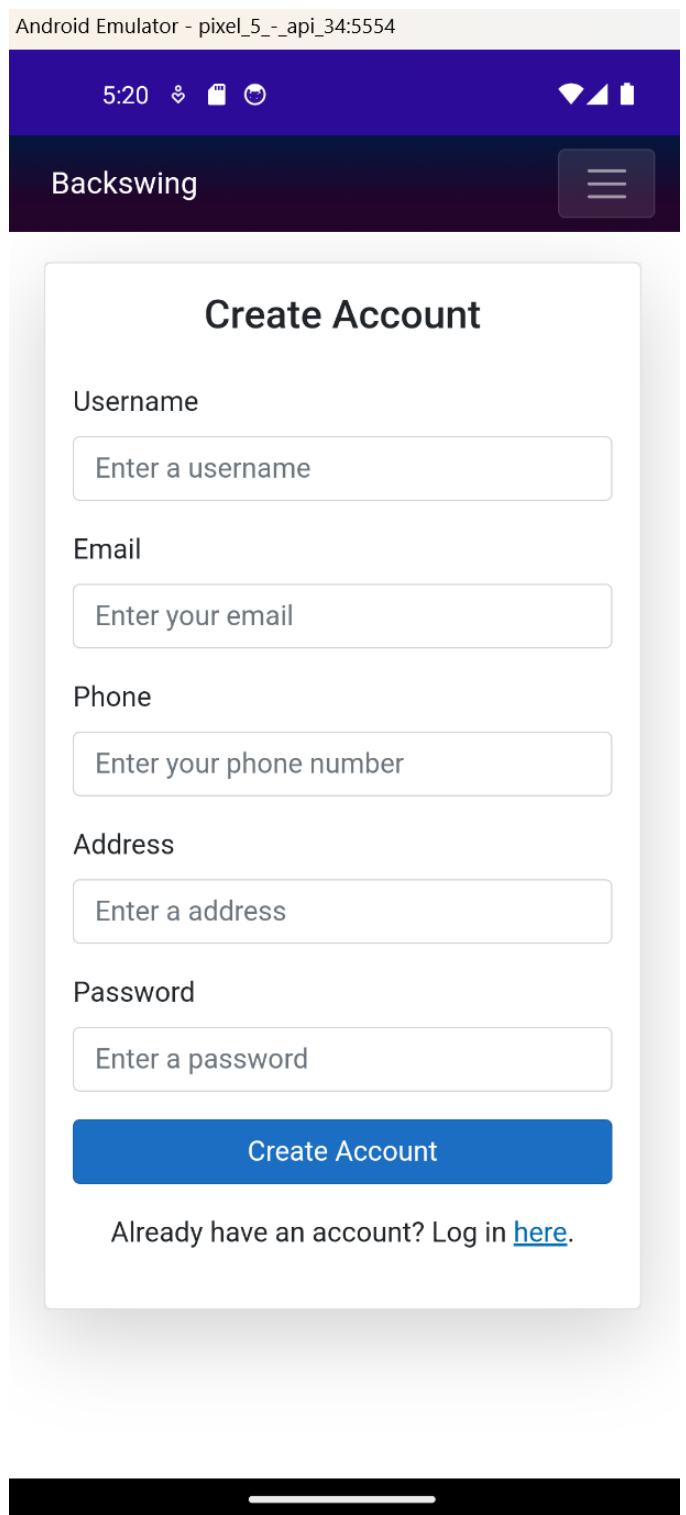 Android Emulator - pixel_5_-_api_34:5554
5:20
Backswing
Create Account
Username
Enter a username
Email
Enter your email
Phone
Enter your phone number
Address
Enter a address
Password
Enter a password
Create Account
Already have an account? Log in here.